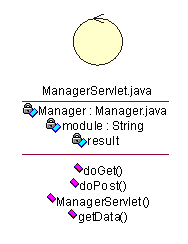 ManagerServlet.java
Manager : Manager.java
module : String
result
doGet()
doPost()
ManagerServlet()
getData()